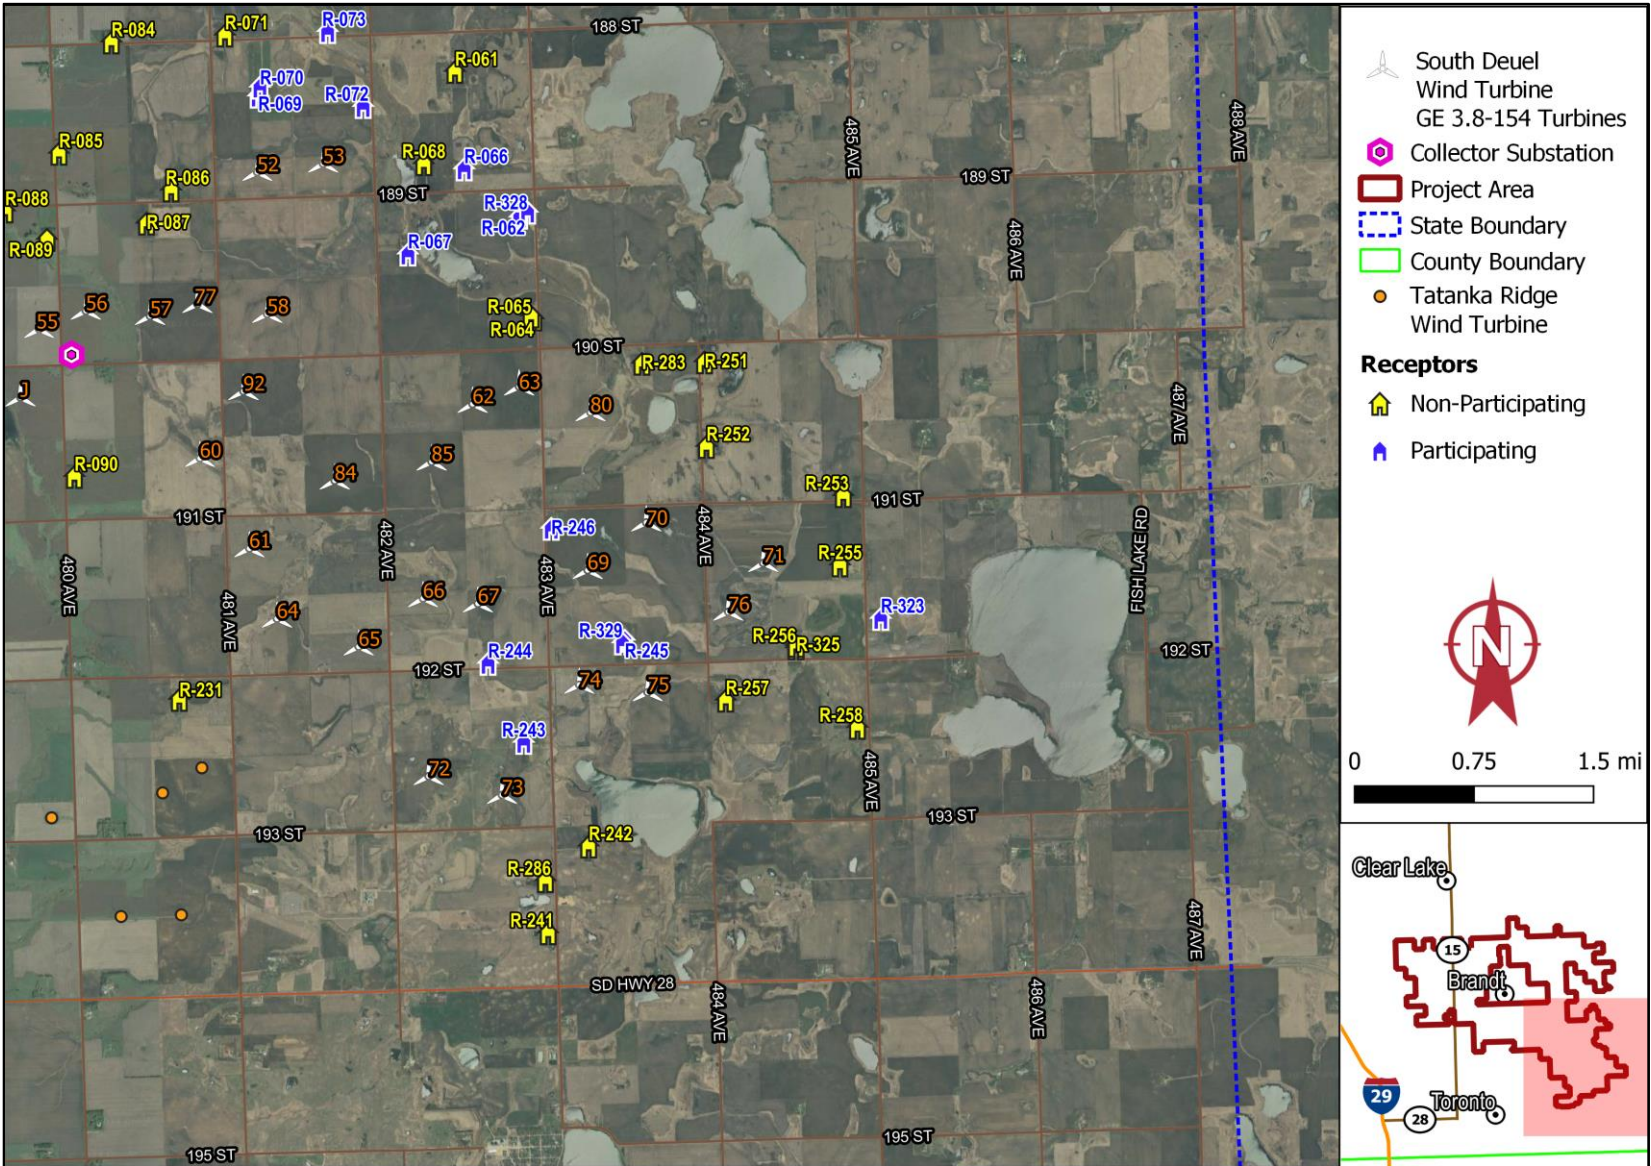 188 ST
R-084
R-071
R-073
R-061
R-070
R-069
R-072
485 AVE
488 AVE
R-085
52
53
R-068
R-066
R-086
189 ST
189 ST
R-088
R-087
R-328
R-062
R-089
R-067
486 AVE
55
56
57
77
58
R-065
R-064
190 ST
R-283
R-251
J
92
62
63
80
487 AVE
R-252
60
85
84
R-090
R-253
191 ST
191 ST
480 AVE
481 AVE
482 AVE
483 AVE
484 AVE
R-246
70
61
69
71
R-255
FISH LAKE RD
66
67
76
R-323
64
65
R-329
R-245
R-256
R-325
R-244
192 ST
192 ST
R-231
74
75
R-257
R-258
R-243
72
73
485 AVE
193 ST
193 ST
R-242
R-286
R-241
487 AVE
SD HWY 28
484 AVE
486 AVE
195 ST
195 ST
South Deuel
Wind Turbine
GE 3.8-154 Turbines
Collector Substation
Project Area
State Boundary
County Boundary
Tatanka Ridge
Wind Turbine
Receptors
Non-Participating
Participating
N
0 0.75 1.5 mi
Clear Lake
15
Brandt
29
28
Toronto